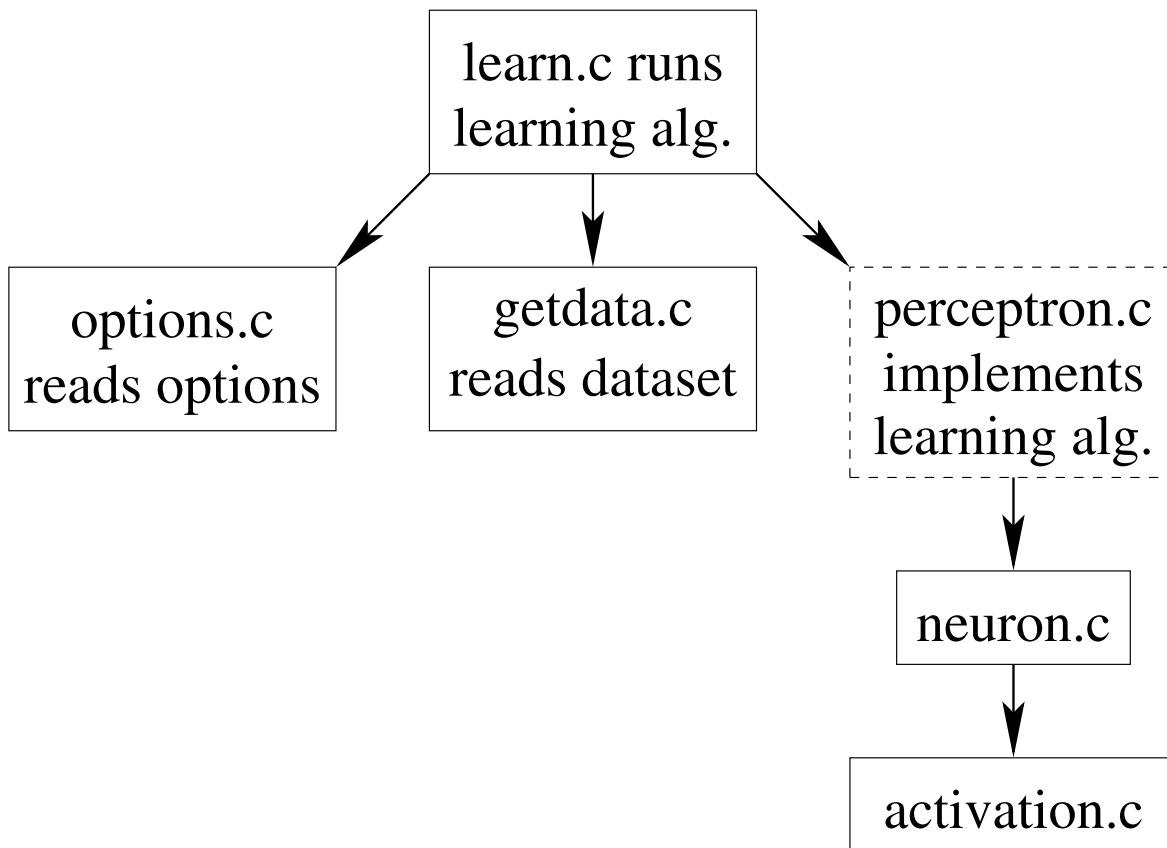 learn.c runs
learning alg.
options.c
reads options
getdata.c
reads dataset
perceptron.c
implements
learning alg.
neuron.c
activation.c